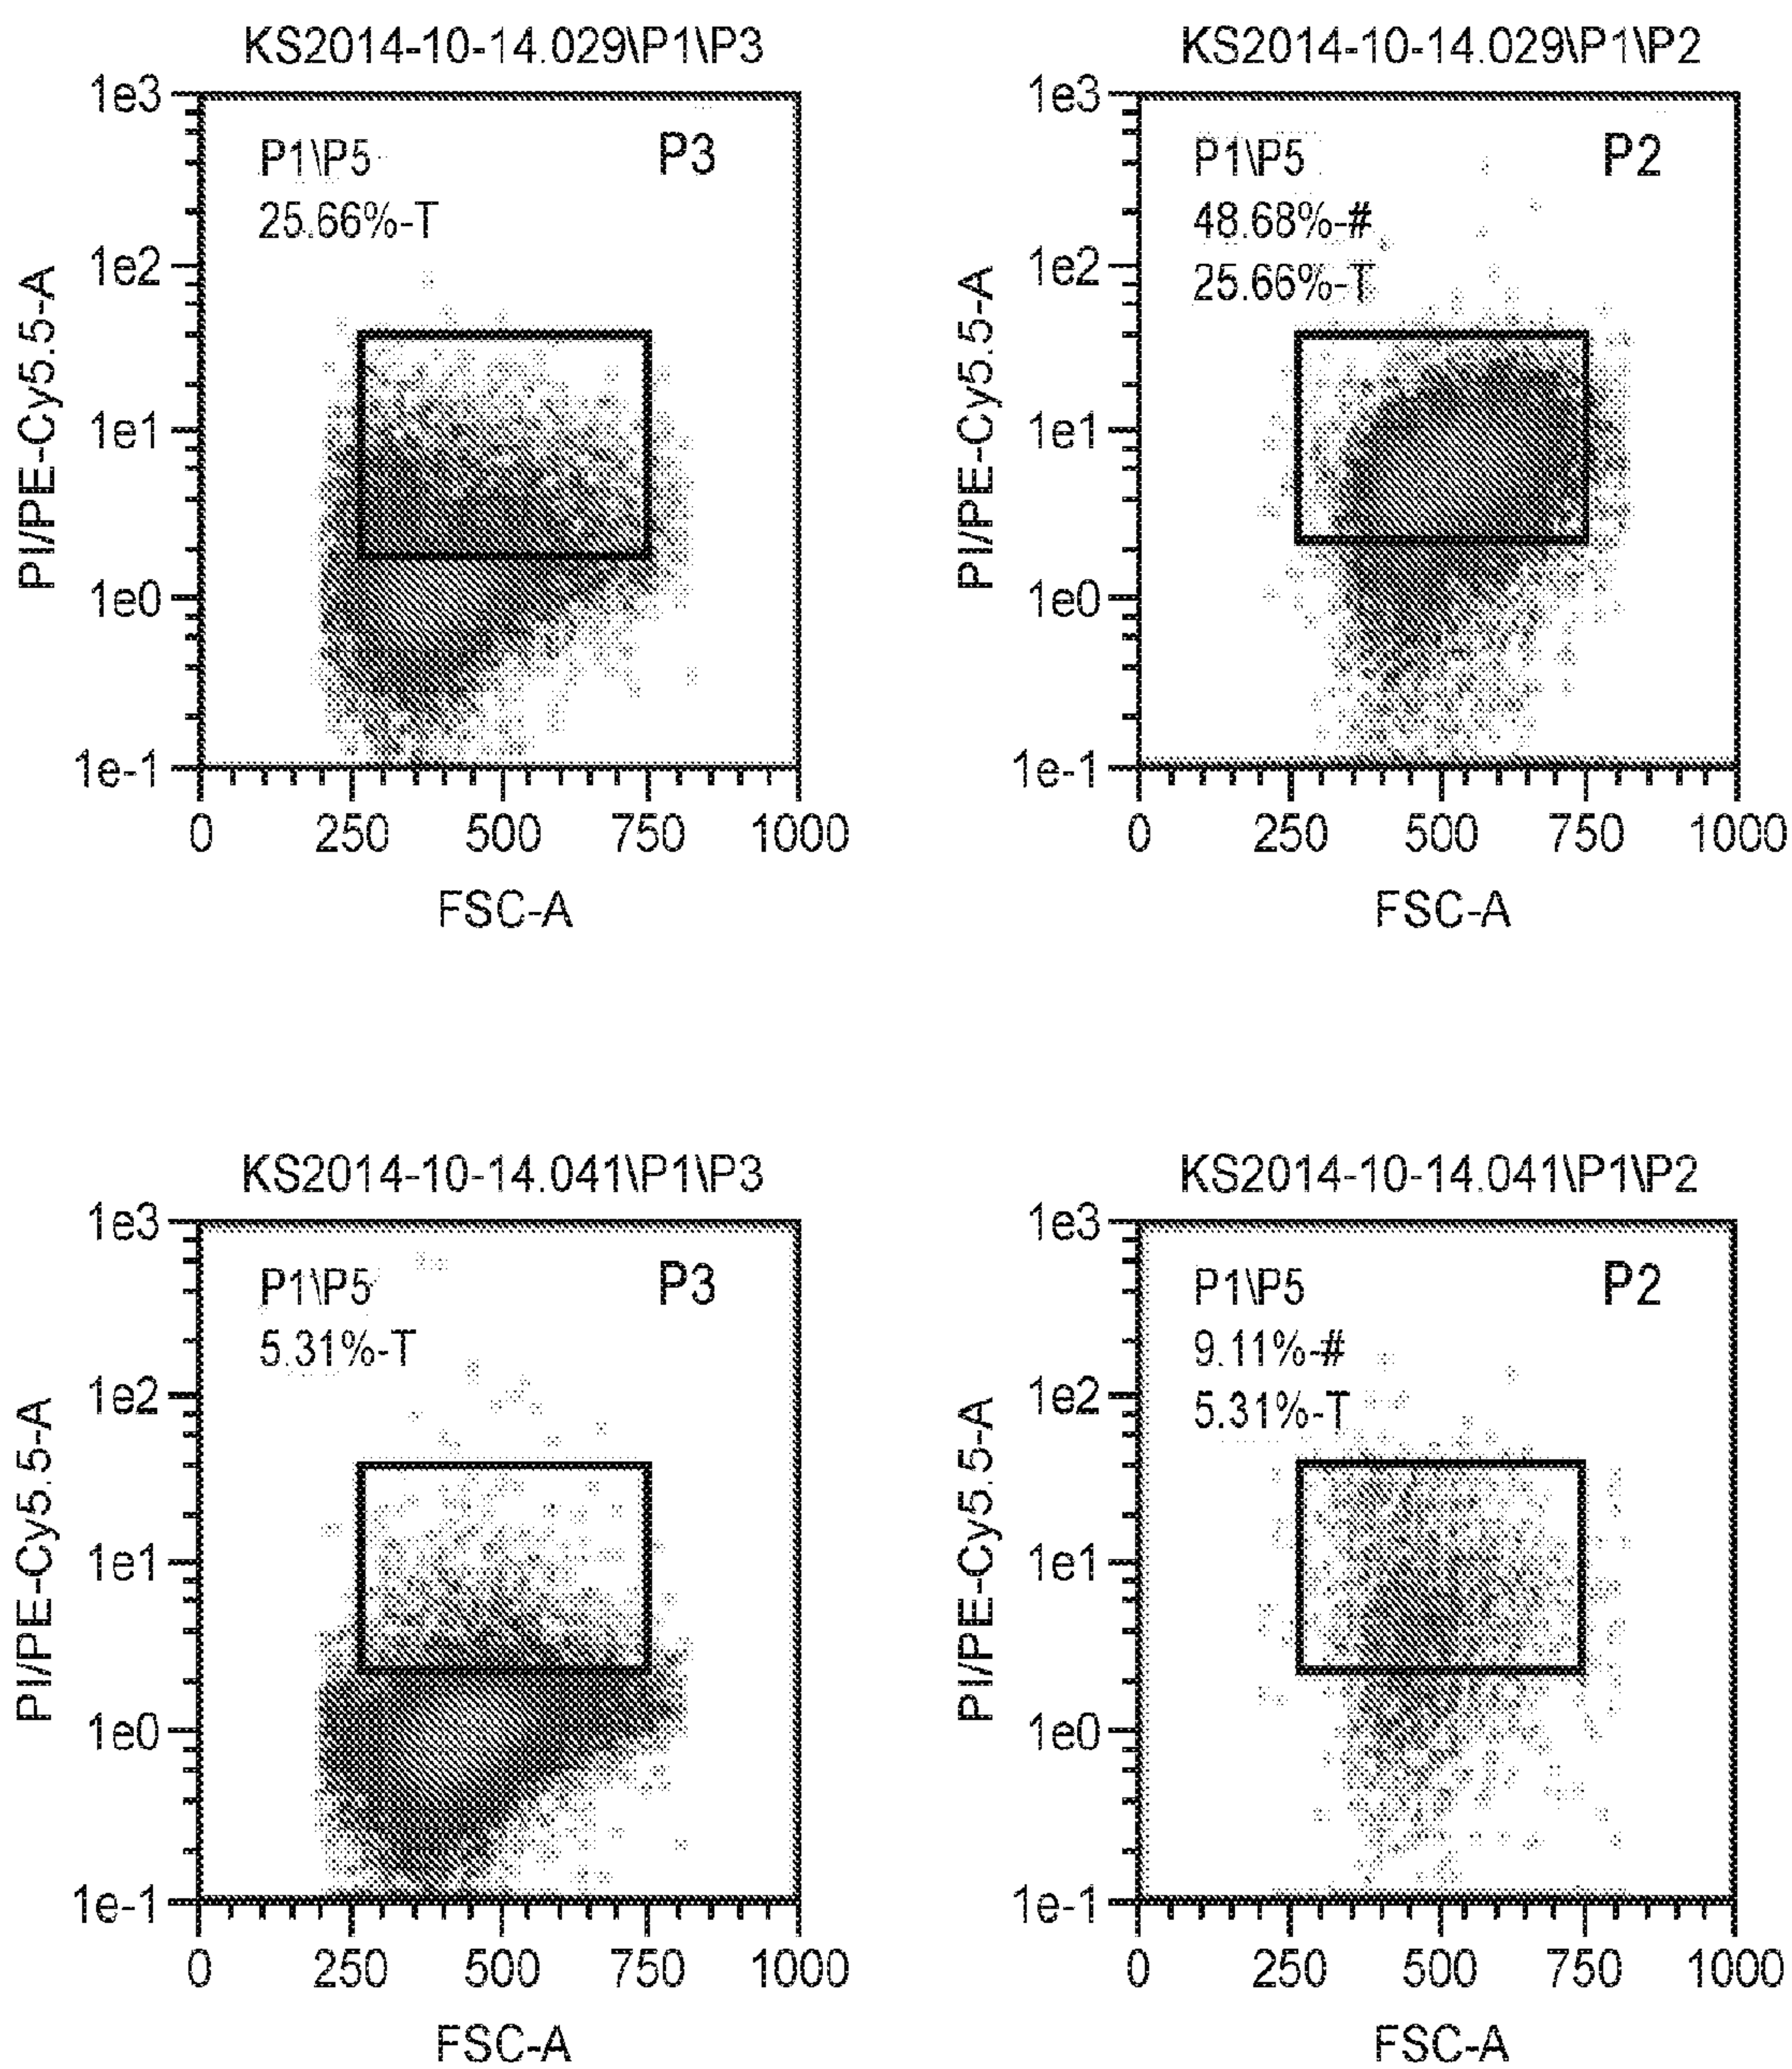 KS2014-10-14.029\P1\P3
1e3
1e2
1e1
1e0
1e-1
PI/PE-Cy5.5-A
P1\P5
25.66%-T
P3
0 250 500 750 1000
FSC-A
KS2014-10-14.029\P1\P2
1e3
1e2
1e1
1e0
1e-1
PI/PE-Cy5.5-A
P1\P5
48.68%-#
25.66%-T
P2
0 250 500 750 1000
FSC-A
KS2014-10-14.041\P1\P3
1e3
1e2
1e1
1e0
1e-1
PI/PE-Cy5.5-A
P1\P5
5.31%-T
P3
0 250 500 750 1000
FSC-A
KS2014-10-14.041\P1\P2
1e3
1e2
1e1
1e0
1e-1
PI/PE-Cy5.5-A
P1\P5
9.11%-#
5.31%-T
P2
0 250 500 750 1000
FSC-A